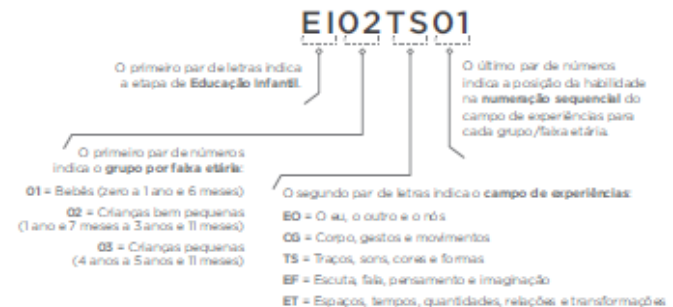 EI02TS01
O primeiro par de letras indica
a etapa de Educação Infantil.
O último par de números
indica a posição da habilidade
na numeração sequencial do
campo de experiências para
cada grupo/faixa etária.
O primeiro par de números
indica o grupo por faixa etária:
01 = Bebês (zero a 1 ano e 6 meses)
02 = Crianças bem pequenas
(1 ano e 7 meses a 3 anos e 11 meses)
03 = Crianças pequenas
(4 anos a 5 anos e 11 meses)
O segundo par de letras indica o campo de experiências:
EO = O eu, o outro e o nós
CG = Corpo, gestos e movimentos
TS = Traços, sons, cores e formas
EF = Escuta, fala, pensamento e imaginação
ET = Espaços, tempos, quantidades, relações e transformações